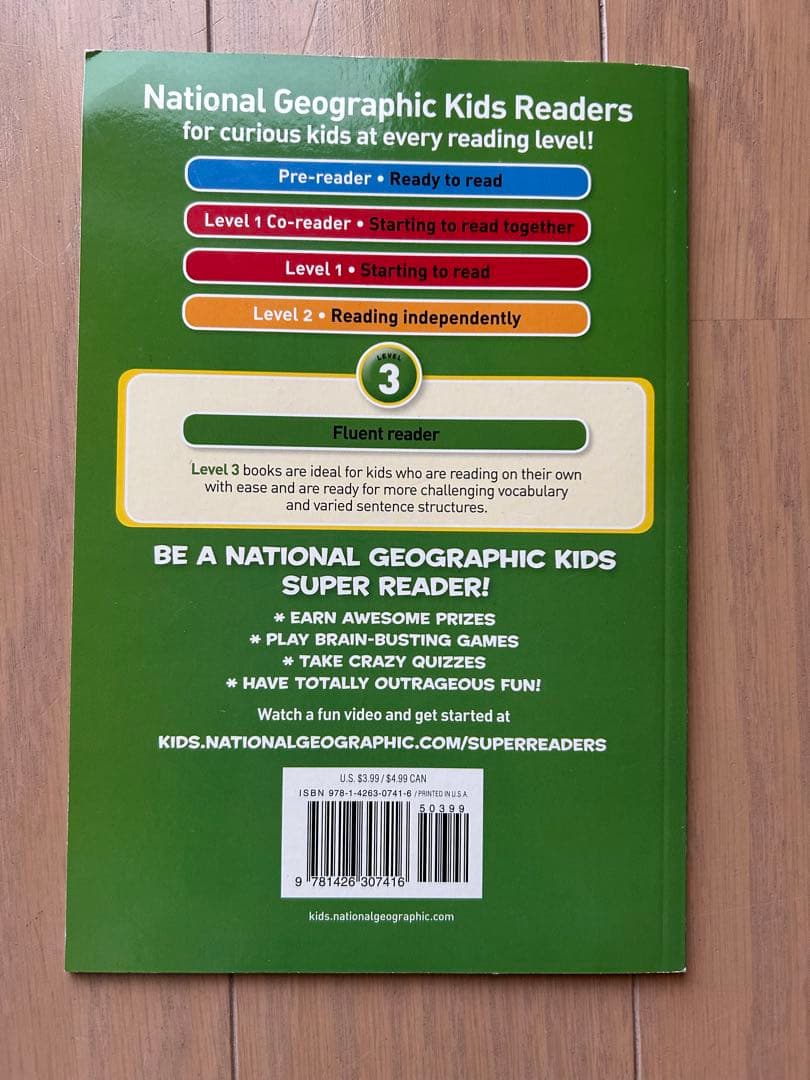 National Geographic Kids Readers
for curious kids at every reading level!
Pre-reader • Ready to read
Level 1 Co-reader • Starting to read together
Level 1 • Starting to read
Level 2 • Reading independently
LEVEL
3
Fluent reader
Level 3 books are ideal for kids who are reading on their own
with ease and are ready for more challenging vocabulary
and varied sentence structures.
BE A NATIONAL GEOGRAPHIC KIDS
SUPER READER!
* EARN AWESOME PRIZES
* PLAY BRAIN-BUSTING GAMES
* TAKE CRAZY QUIZZES
* HAVE TOTALLY OUTRAGEOUS FUN!
Watch a fun video and get started at
KIDS.NATIONALGEOGRAPHIC.COM/SUPERREADERS
U.S. $3.99 / $4.99 CAN
ISBN 978-1-4263-0741-6 / PRINTED IN U.S.A.
50399
9 781426 307416
kids.nationalgeographic.com